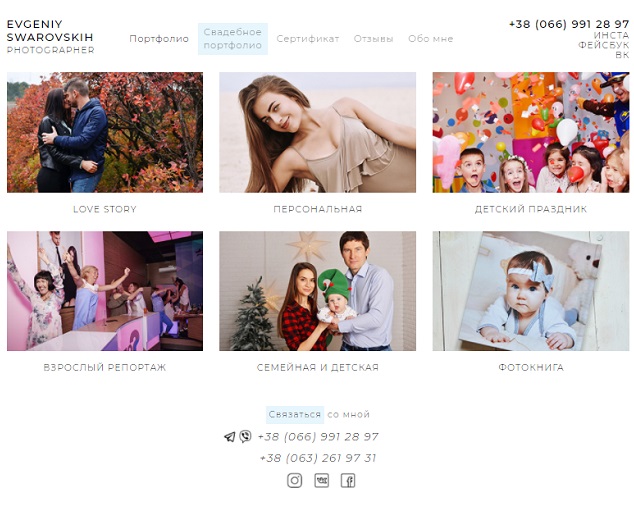 EVGENIY
SWAROVSKIH
PHOTOGRAPHER
Портфолио
Свадебное
портфолио
Сертификат
Отзывы
Обо мне
+38 (066) 991 28 97
ИНСТА
ФЕЙСБУК
ВК
LOVE STORY
ПЕРСОНАЛЬНАЯ
ДЕТСКИЙ ПРАЗДНИК
ВЗРОСЛЫЙ РЕПОРТАЖ
СЕМЕЙНАЯ И ДЕТСКАЯ
ФОТОКНИГА
Связаться со мной
+38 (066) 991 28 97
+38 (063) 261 97 31